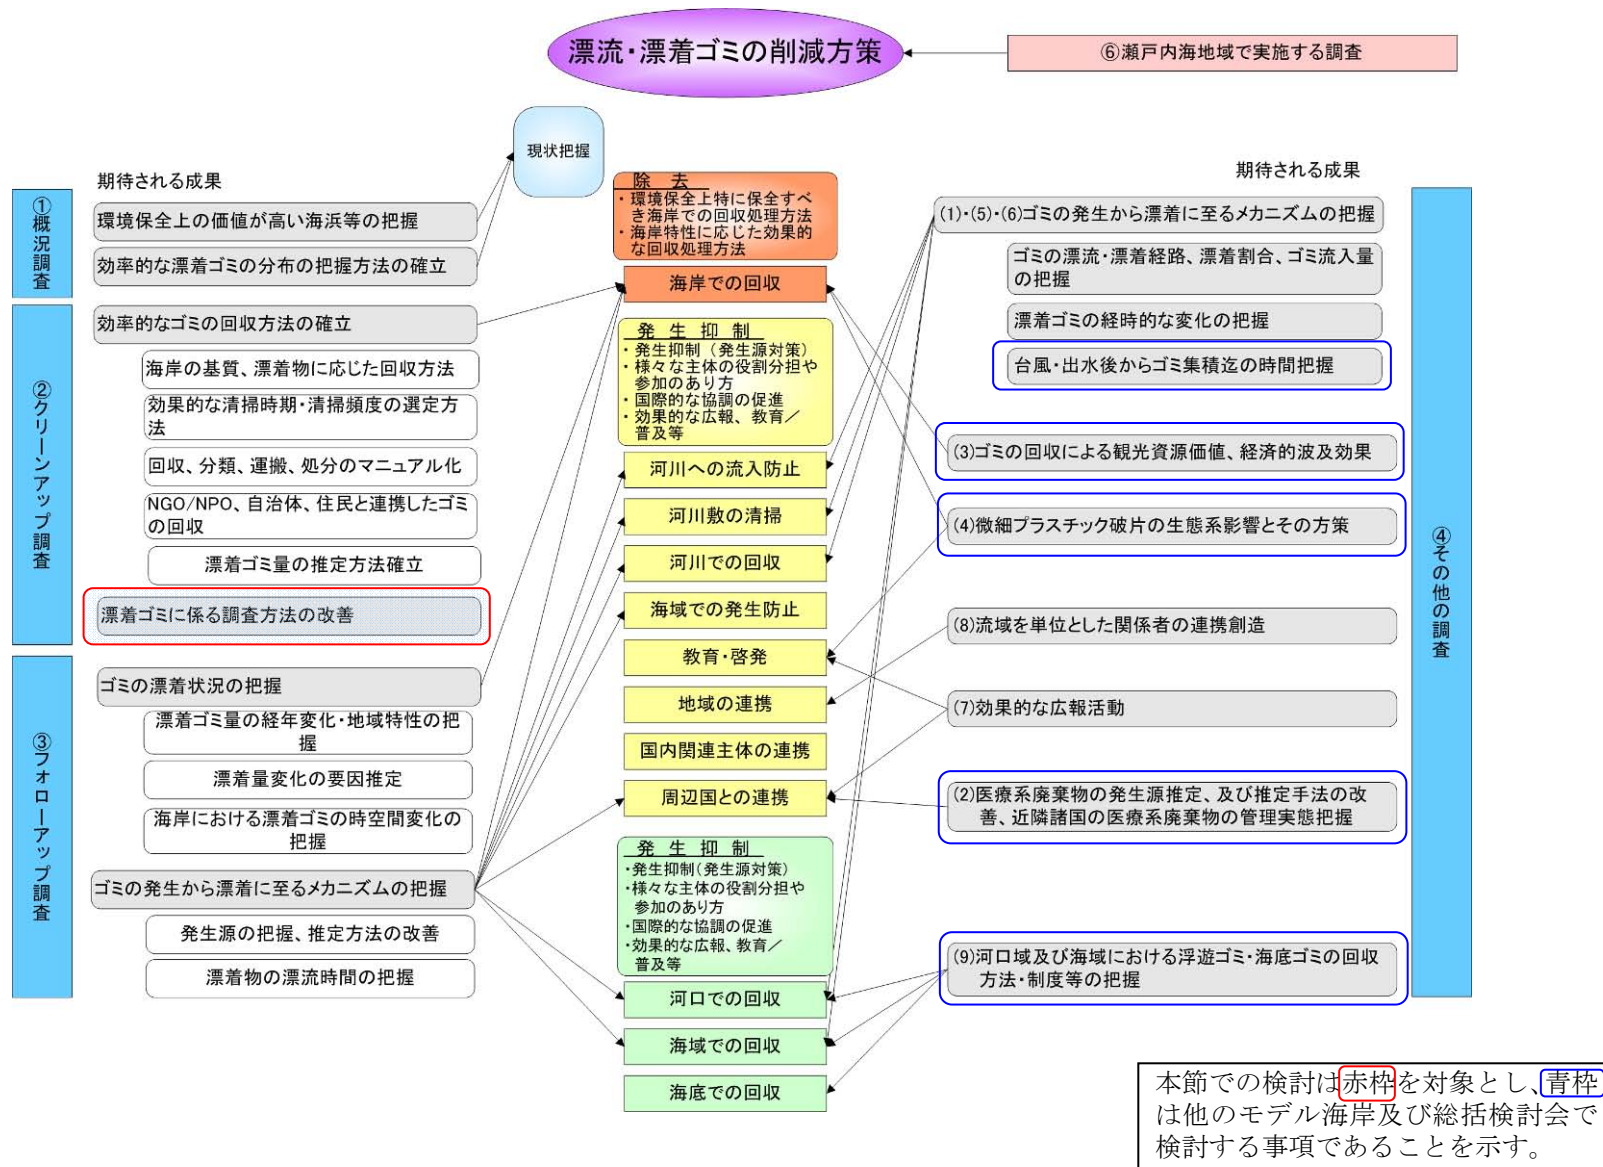 漂流・漂着ゴミの削減方策
⑥瀬戸内海地域で実施する調査
現状把握
期待される成果
①概況調査
環境保全上の価値が高い海浜等の把握
効率的な漂着ゴミの分布の把握方法の確立
②クリーンアップ調査
効率的なゴミの回収方法の確立
海岸の基質、漂着物に応じた回収方法
効果的な清掃時期・清掃頻度の選定方
法
回収、分類、運搬、処分のマニュアル化
NGO/NPO、自治体、住民と連携したゴミ
の回収
漂着ゴミ量の推定方法確立
漂着ゴミに係る調査方法の改善
③フォローアップ調査
ゴミの漂着状況の把握
漂着ゴミ量の経年変化・地域特性の把
握
漂着量変化の要因推定
海岸における漂着ゴミの時空間変化の
把握
ゴミの発生から漂着に至るメカニズムの把握
発生源の把握、推定方法の改善
漂着物の漂流時間の把握
除 去
・環境保全上特に保全すべ
き海岸での回収処理方法
・海岸特性に応じた効果的
な回収処理方法
海岸での回収
発 生 抑 制
・発生抑制（発生源対策）
・様々な主体の役割分担や
参加のあり方
・国際的な協調の促進
・効果的な広報、教育／
普及等
河川への流入防止
河川敷の清掃
河川での回収
海域での発生防止
教育・啓発
地域の連携
国内関連主体の連携
周辺国との連携
発 生 抑 制
・発生抑制（発生源対策）
・様々な主体の役割分担や
参加のあり方
・国際的な協調の促進
・効果的な広報、教育／
普及等
河口での回収
海域での回収
海底での回収
期待される成果
(1)・(5)・(6)ゴミの発生から漂着に至るメカニズムの把握
ゴミの漂流・漂着経路、漂着割合、ゴミ流入量
の把握
漂着ゴミの経時的な変化の把握
台風・出水後からゴミ集積迄の時間把握
(3)ゴミの回収による観光資源価値、経済的波及効果
(4)微細プラスチック破片の生態系影響とその方策
(8)流域を単位とした関係者の連携創造
(7)効果的な広報活動
(2)医療系廃棄物の発生源推定、及び推定手法の改
善、近隣諸国の医療系廃棄物の管理実態把握
(9)河口域及び海域における浮遊ゴミ・海底ゴミの回収
方法・制度等の把握
④その他の調査
本節での検討は赤枠を対象とし、青枠
は他のモデル海岸及び総括検討会で
検討する事項であることを示す。